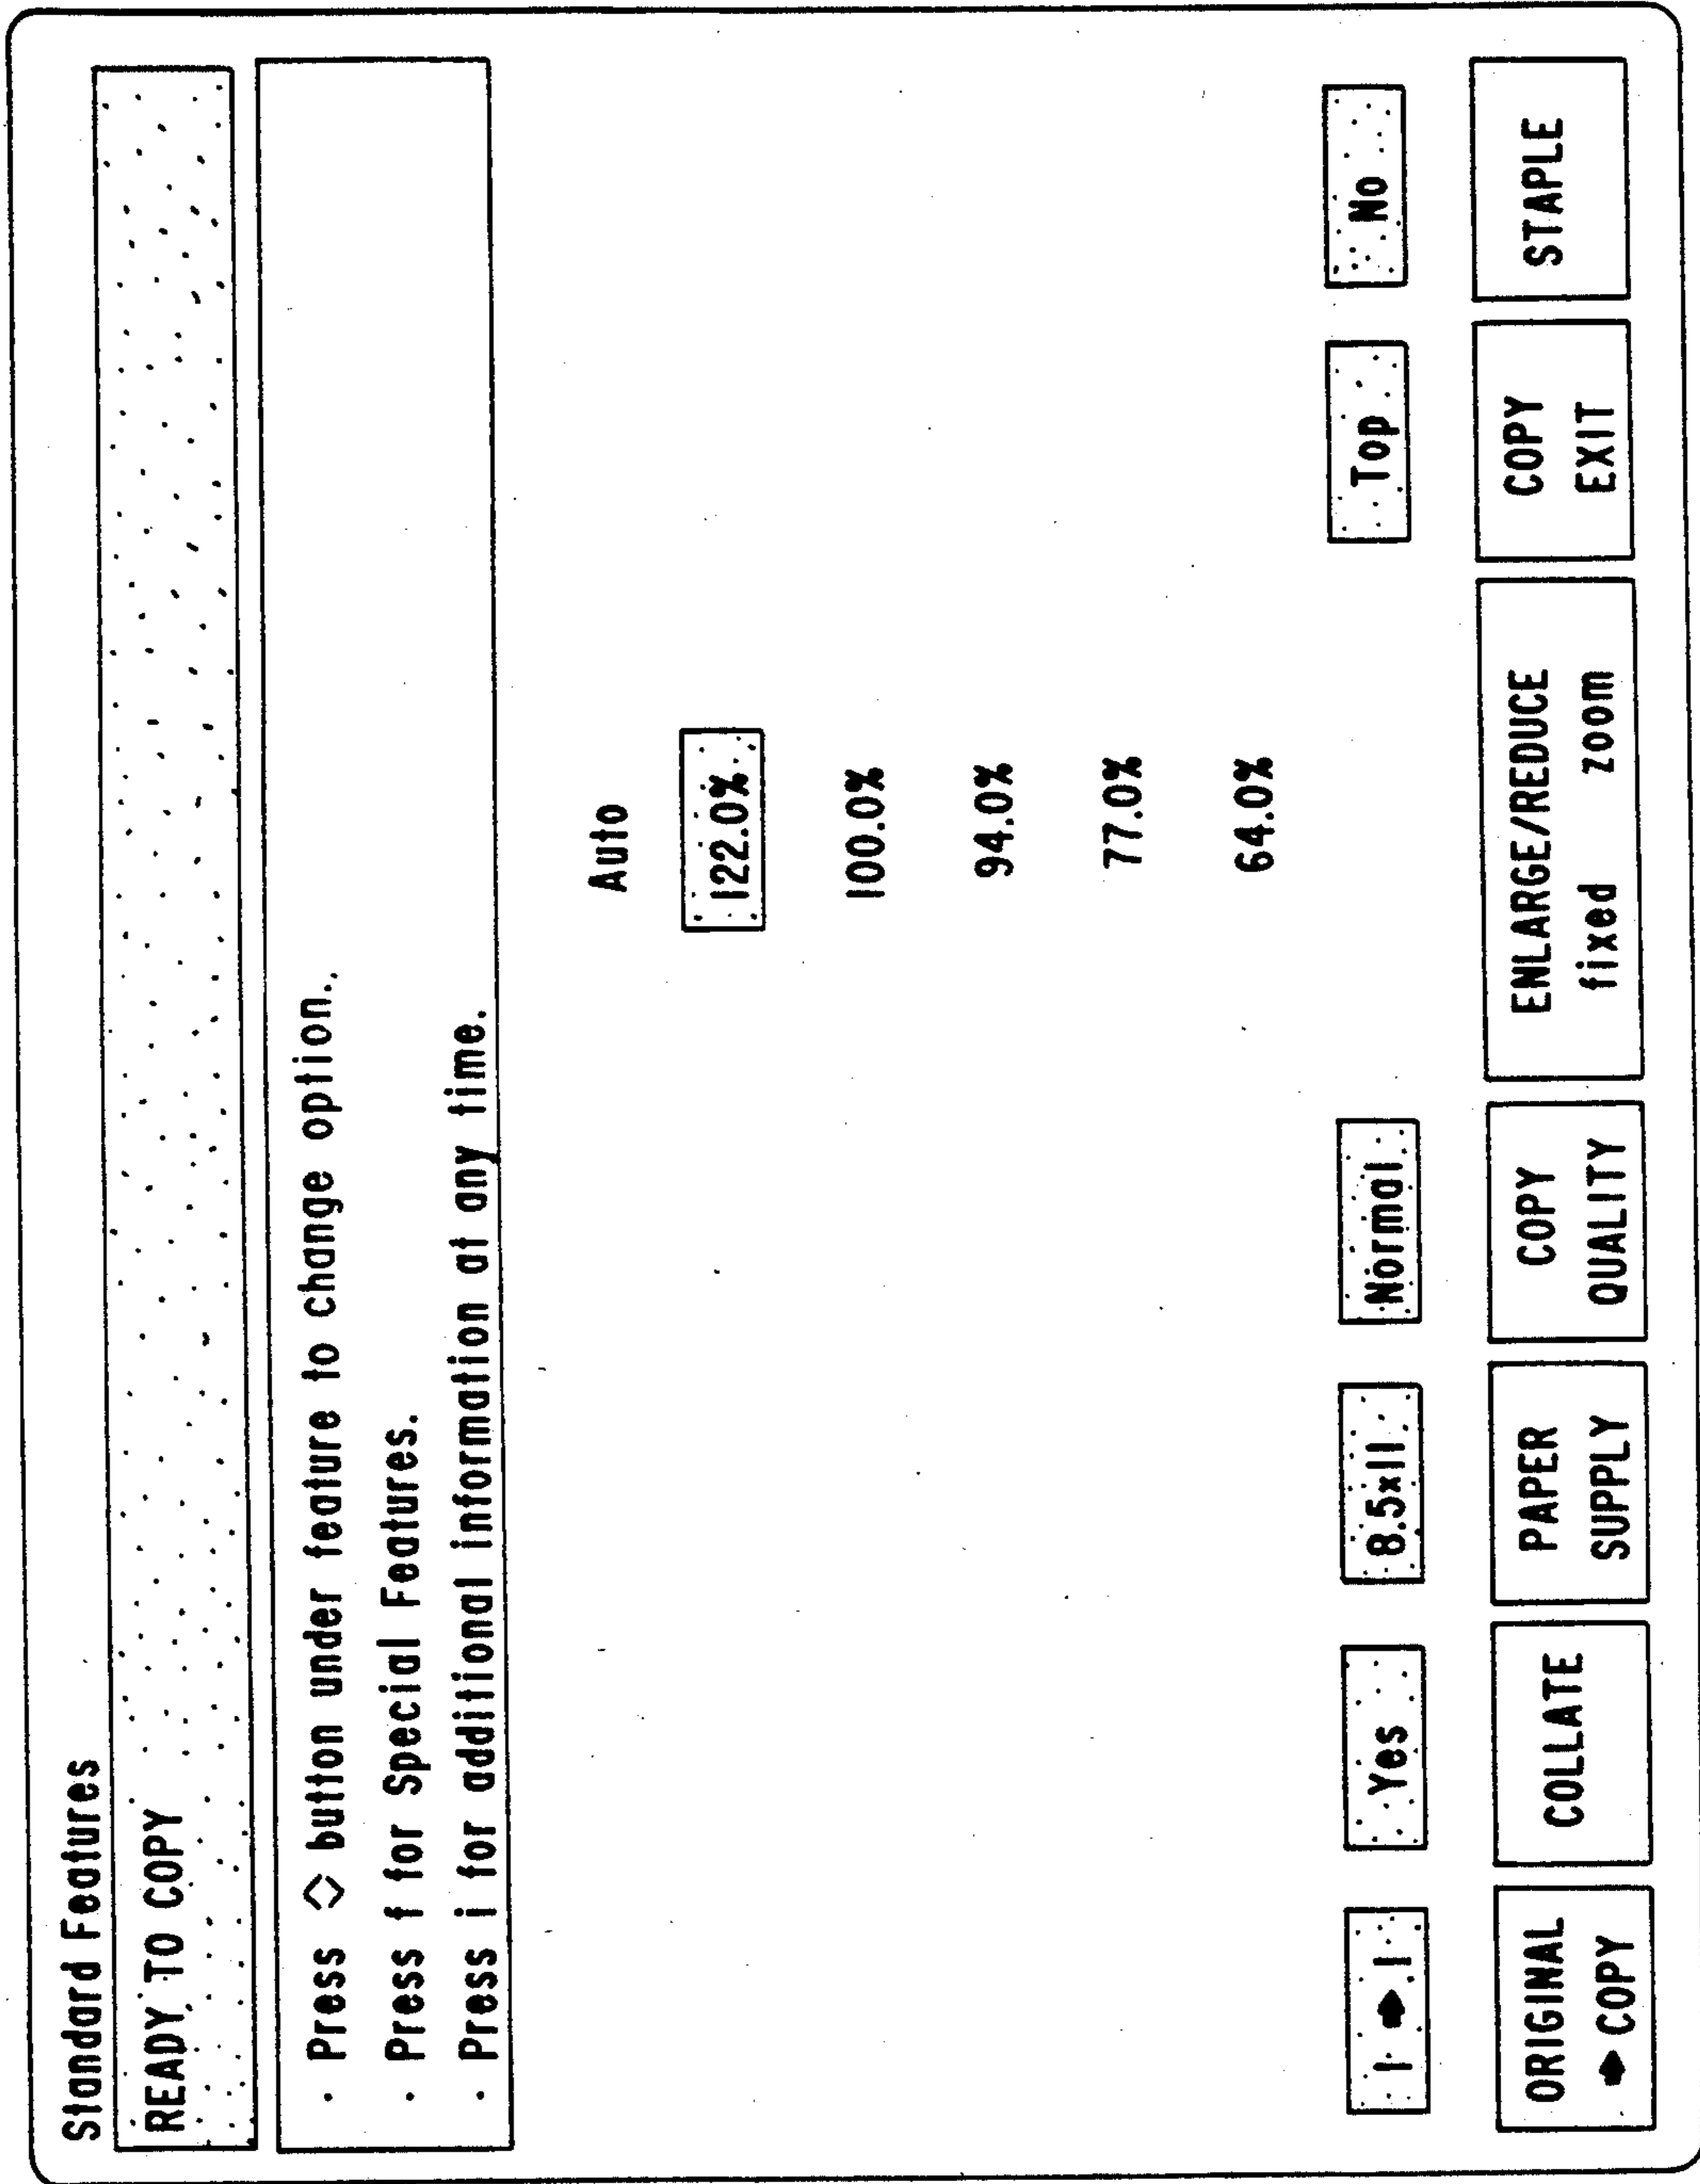 Standard Features
READY TO COPY
· Press ◇ button under feature to change option.
· Press f for Special Features.
· Press i for additional information at any time.
Auto
122.0%
100.0%
94.0%
77.0%
64.0%
1 ➧ 1
Yes
8.5x11
Normal
Top
No
ORIGINAL
➧ COPY
COLLATE
PAPER
SUPPLY
COPY
QUALITY
ENLARGE/REDUCE
fixed zoom
COPY
EXIT
STAPLE